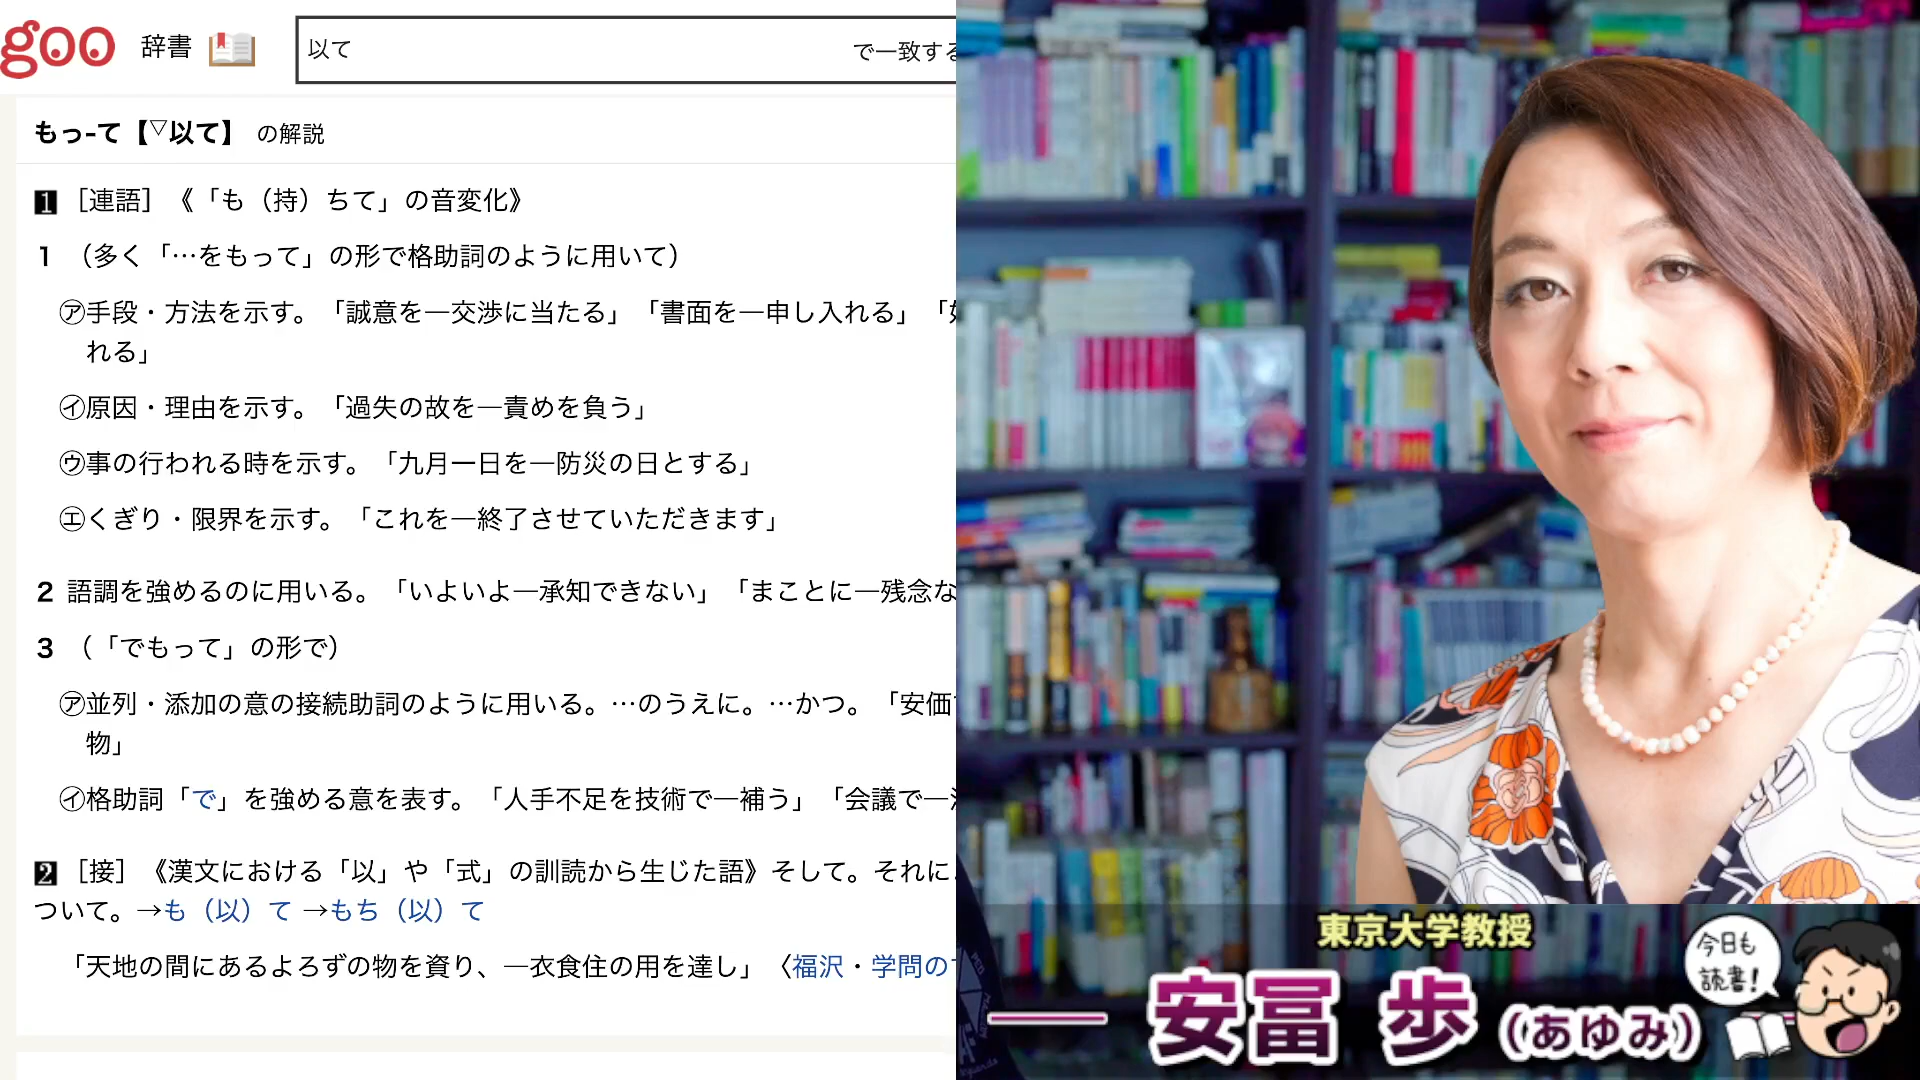 goo 辞書
以て
で一致する
もっ-て【▽以て】 の解説
1 ［連語］《「も（持）ちて」の音変化》
1 （多く「…をもって」の形で格助詞のように用いて）
㋐手段・方法を示す。「誠意を―交渉に当たる」「書面を―申し入れる」「
れる」
㋑原因・理由を示す。「過失の故を―責めを負う」
㋒事の行われる時を示す。「九月一日を―防災の日とする」
㋓くぎり・限界を示す。「これを―終了させていただきます」
2 語調を強めるのに用いる。「いよいよ―承知できない」「まことに―残念な
3 （「でもって」の形で）
㋐並列・添加の意の接続助詞のように用いる。…のうえに。…かつ。「安価
物」
㋑格助詞「で」を強める意を表す。「人手不足を技術で―補う」「会議で―
2 ［接］《漢文における「以」や「式」の訓読から生じた語》そして。それに
ついて。→も（以）て →もち（以）て
「天地の間にあるよろずの物を資り、―衣食住の用を達し」〈福沢・学問の
東京大学教授
安冨 歩 (あゆみ)
今日も
読書!